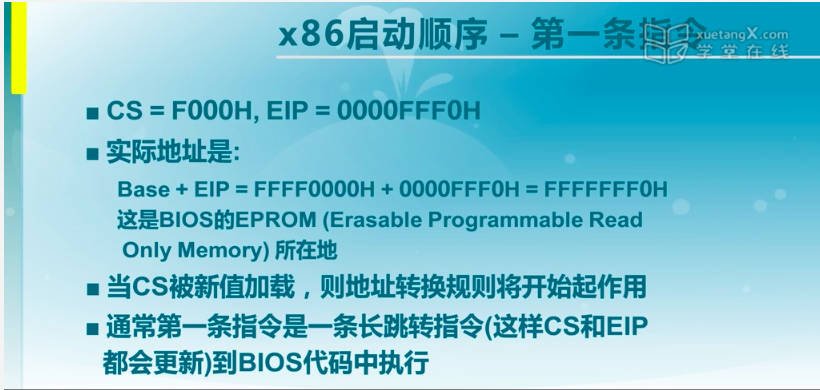 x86启动顺序 – 第一条指令
xuetangX.com
学堂在线
■ CS = F000H, EIP = 0000FFF0H
■ 实际地址是:
Base + EIP = FFFF0000H + 0000FFF0H = FFFFFFF0H
这是BIOS的EPROM (Erasable Programmable Read
Only Memory) 所在地
■ 当CS被新值加载，则地址转换规则将开始起作用
■ 通常第一条指令是一条长跳转指令(这样CS和EIP
都会更新)到BIOS代码中执行